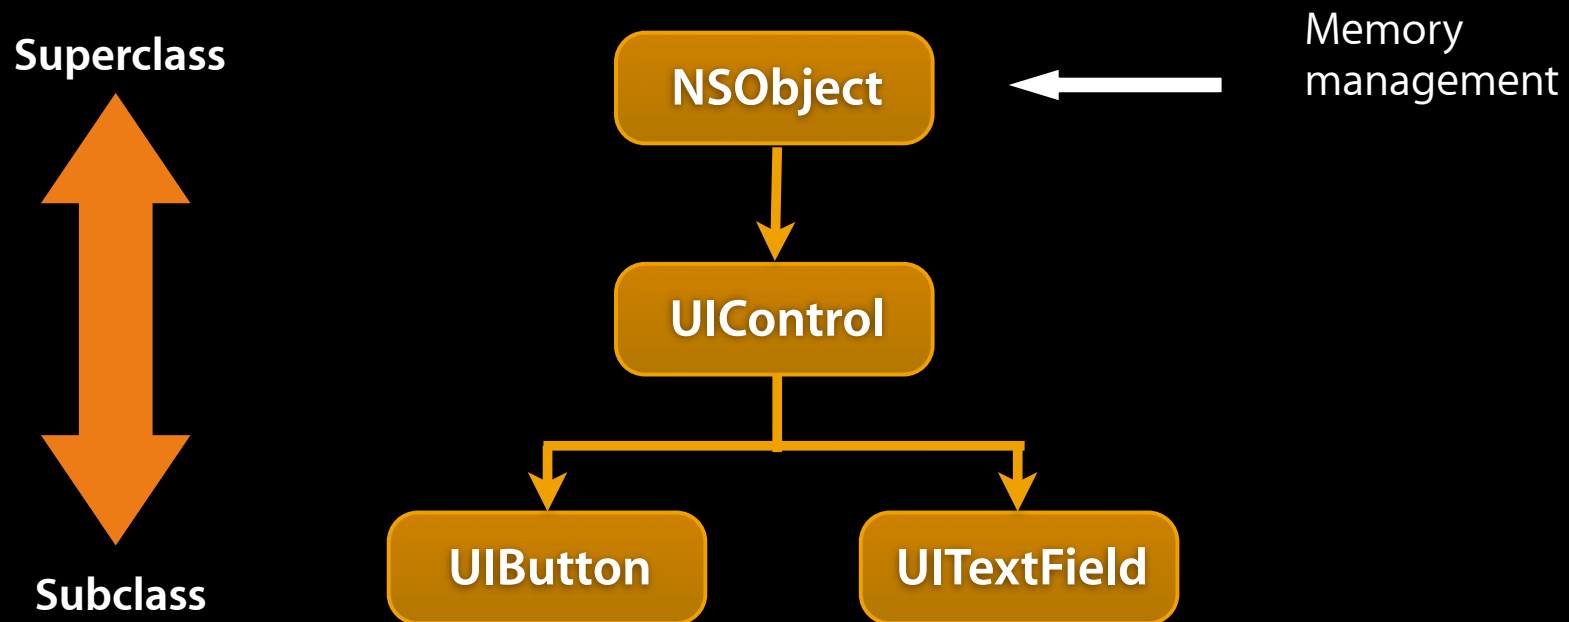 Superclass
NSObject
Memory
management
UIControl
UIButton
UITextField
Subclass